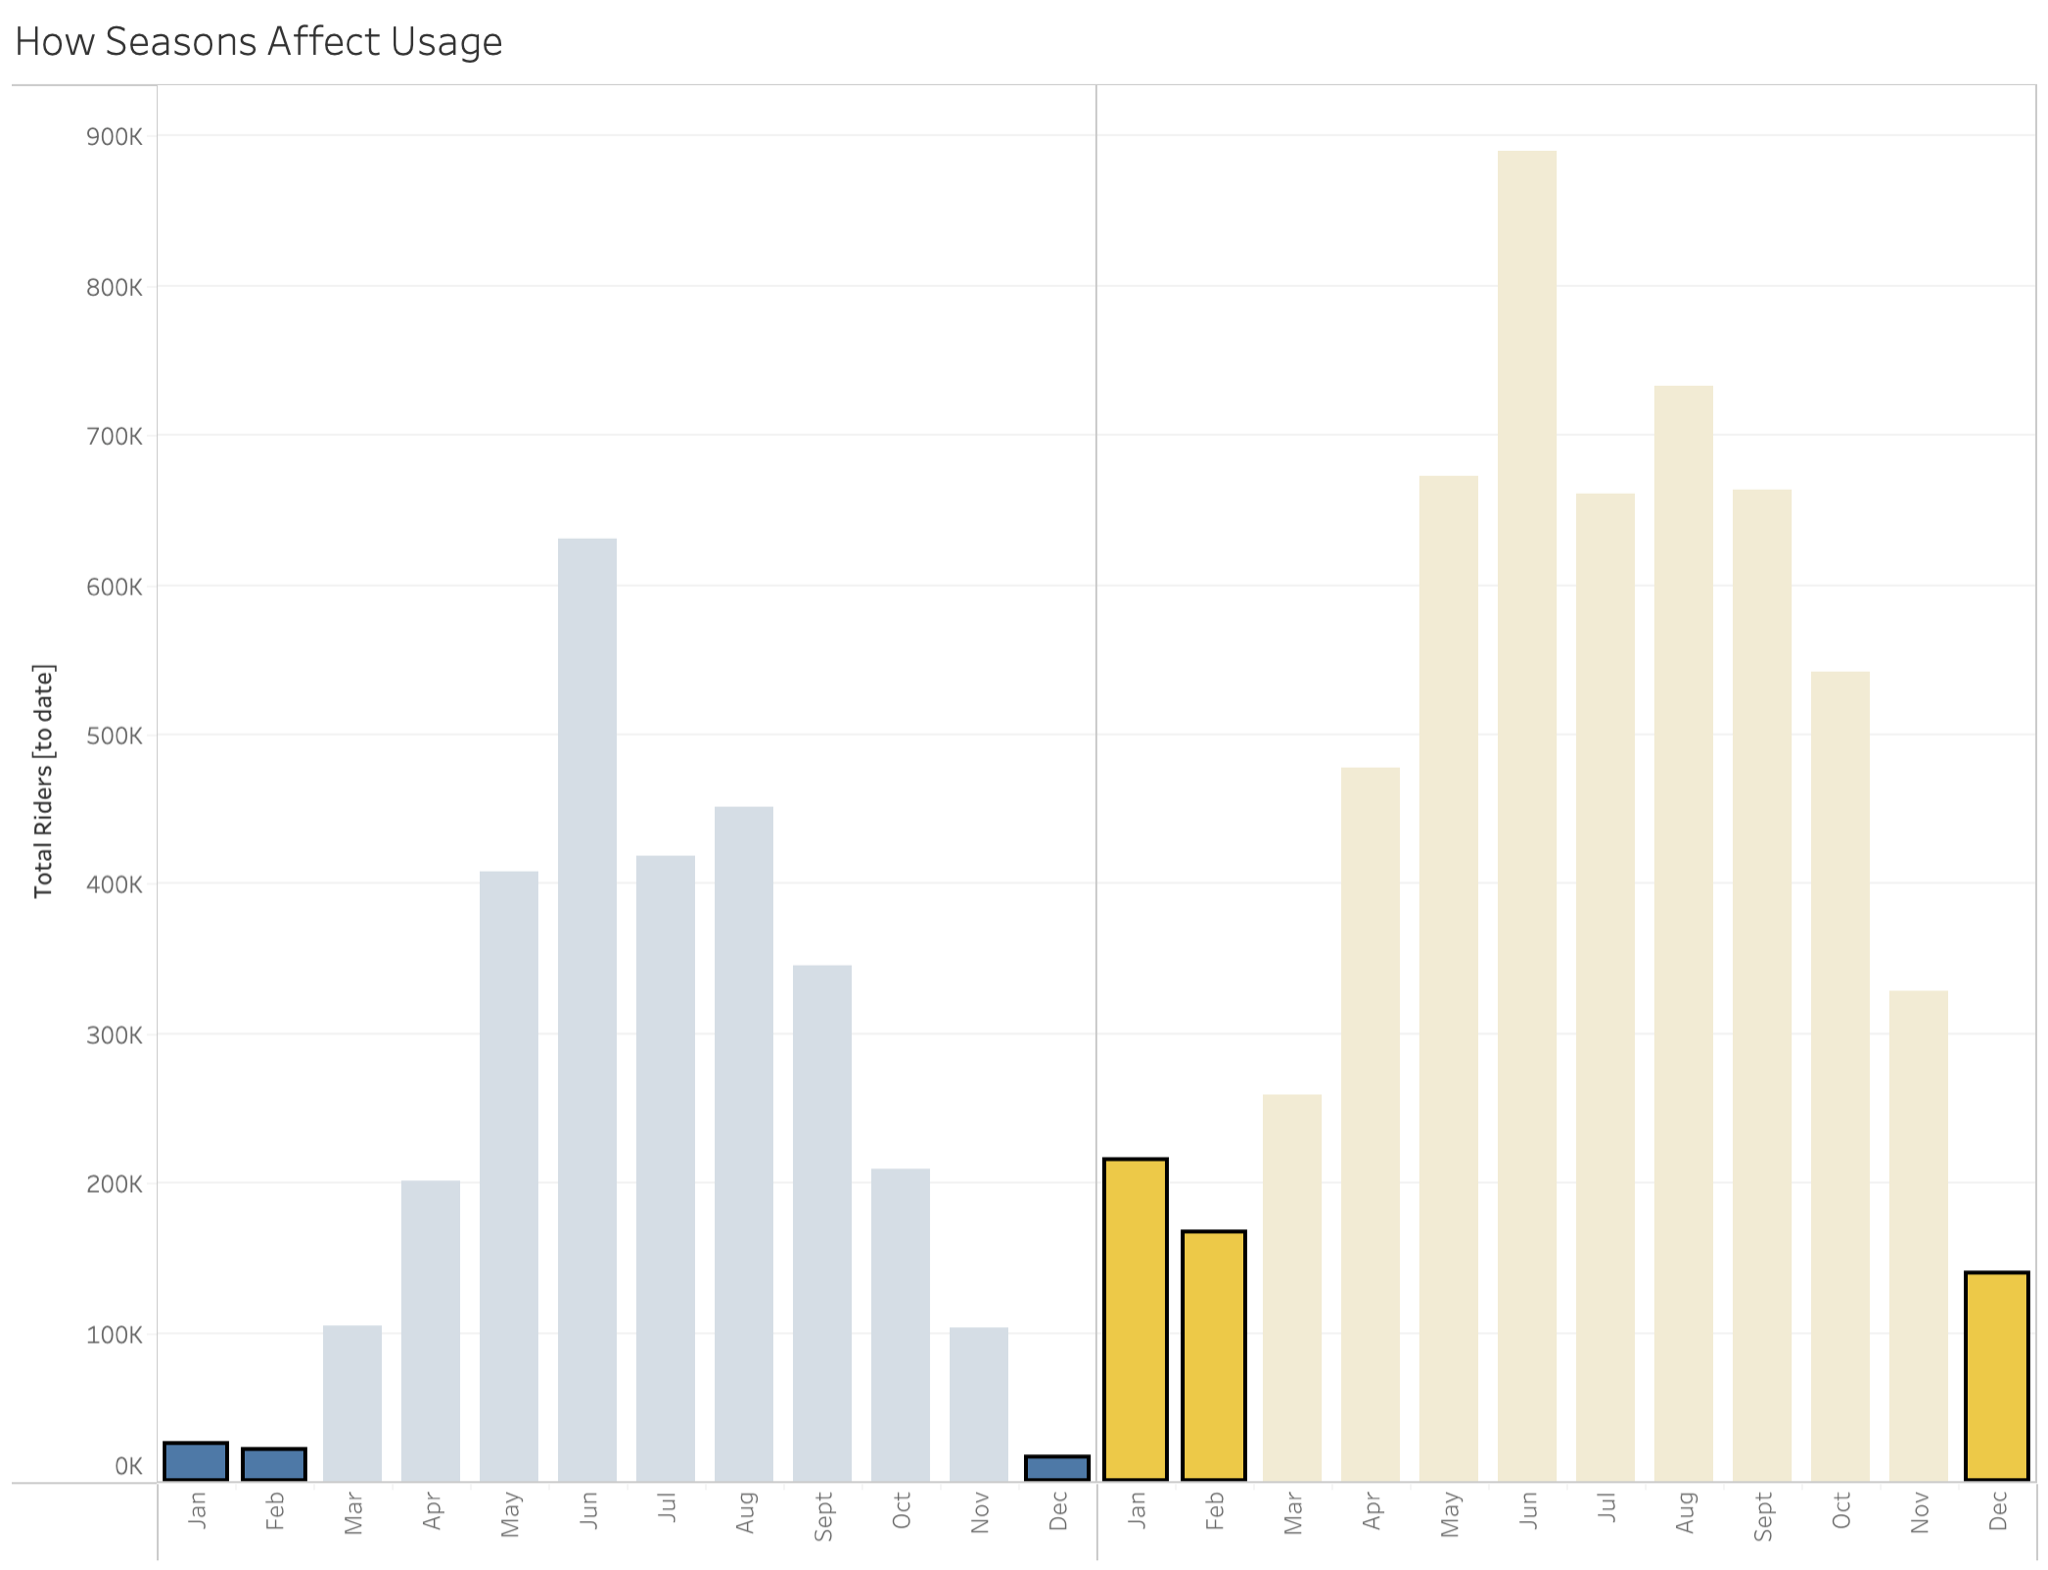 How Seasons Affect Usage
900K
800K
700K
600K
500K
400K
300K
200K
100K
0K
Total Riders [to date]
Jan Feb Mar Apr May Jun Jul Aug Sept Oct Nov Dec Jan Feb Mar Apr May Jun Jul Aug Sept Oct Nov Dec